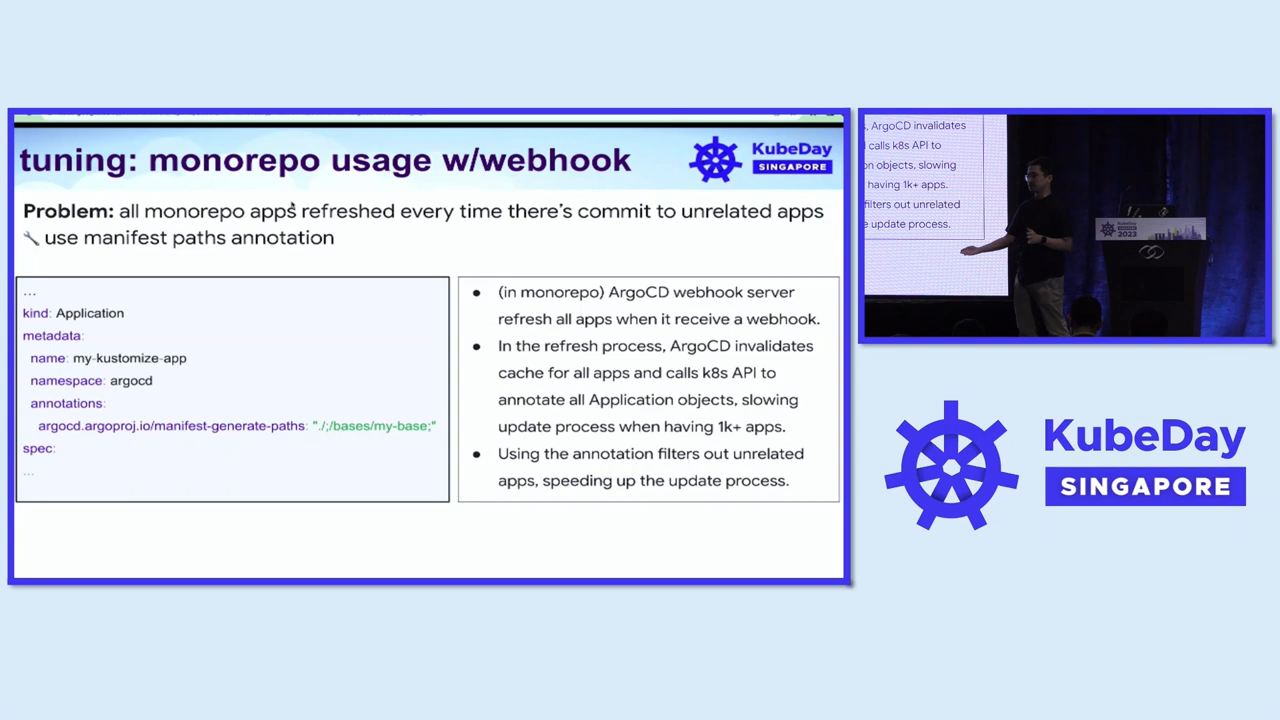 tuning: monorepo usage w/webhook
KubeDay
SINGAPORE
Problem: all monorepo apps refreshed every time there's commit to unrelated apps
🔧 use manifest paths annotation
...
kind: Application
metadata:
name: my-kustomize-app
namespace: argocd
annotations:
argocd.argoproj.io/manifest-generate-paths: "./;/bases/my-base;"
spec:
...
• (in monorepo) ArgoCD webhook server
refresh all apps when it receive a webhook.
• In the refresh process, ArgoCD invalidates
cache for all apps and calls k8s API to
annotate all Application objects, slowing
update process when having 1k+ apps.
• Using the annotation filters out unrelated
apps, speeding up the update process.
s, ArgoCD invalidates
calls k8s API to
on objects, slowing
having 1k+ apps.
filters out unrelated
e update process.
KubeDay
2023
KubeDay
SINGAPORE